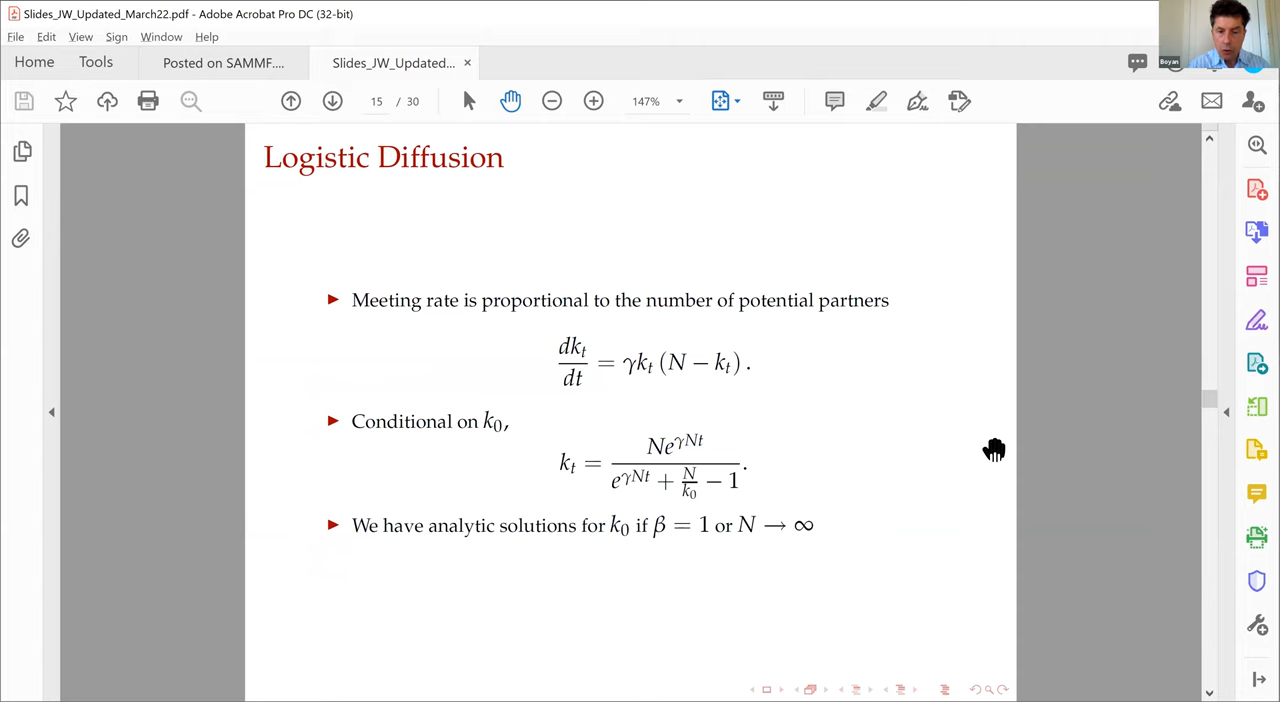 Slides_JW_Updated_March22.pdf - Adobe Acrobat Pro DC (32-bit)
File Edit View Sign Window Help
Home Tools Posted on SAMMF.... Slides_JW_Updated... ×
15 / 30 147%
Boyan
Logistic Diffusion
► Meeting rate is proportional to the number of potential partners
dk_t/dt = γk_t (N − k_t).
► Conditional on k_0,
k_t = Ne^{γNt} / (e^{γNt} + N/k_0 − 1).
► We have analytic solutions for k_0 if β = 1 or N → ∞